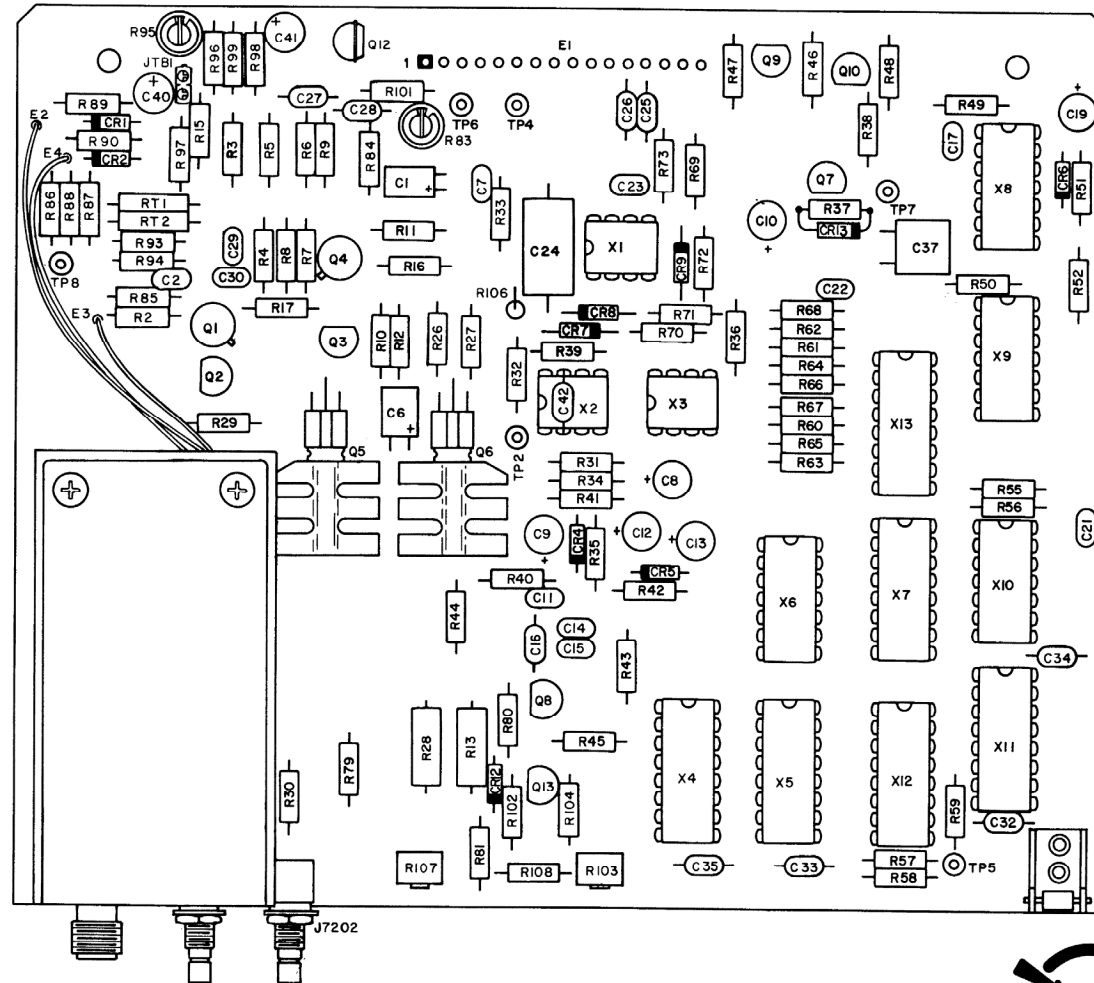 R95
R96
R99
R98
C41
Q12
1
E1
R47
Q9
R46
Q10
R48
JTB1
C40
R89
CR1
R90
CR2
E2
E4
R97
R15
R3
R5
C27
R6
R9
C28
R101
R84
R83
TP6
TP4
C26
C25
R73
R69
R38
R49
C17
C19
X8
CR6
R51
R86
R88
R87
RT1
RT2
R93
R94
C2
C29
C30
R4
R8
R7
Q4
C1
R11
R16
C7
R33
C24
C23
X1
CR9
R72
C10
Q7
R37
CR13
TP7
C37
R52
TP8
E3
R85
R2
R17
Q1
Q2
Q3
R10
R12
R26
R27
R106
CR8
CR7
R39
R71
R70
R36
C22
R50
X9
R68
R62
R61
R64
R66
R67
R60
R65
R63
X13
R29
C6
R32
C42
X2
X3
Q5
Q6
TP2
R31
R34
R41
C8
R55
R56
C9
CR4
R35
C12
C13
CR5
R42
R40
C11
X6
X7
X10
C21
R44
C16
C14
C15
R43
C34
Q8
R28
R13
R80
R45
X4
X5
X12
X11
R30
R79
CR12
R102
Q13
R104
R59
C32
R107
R81
R108
R103
C35
C33
R57
R58
TP5
J7202